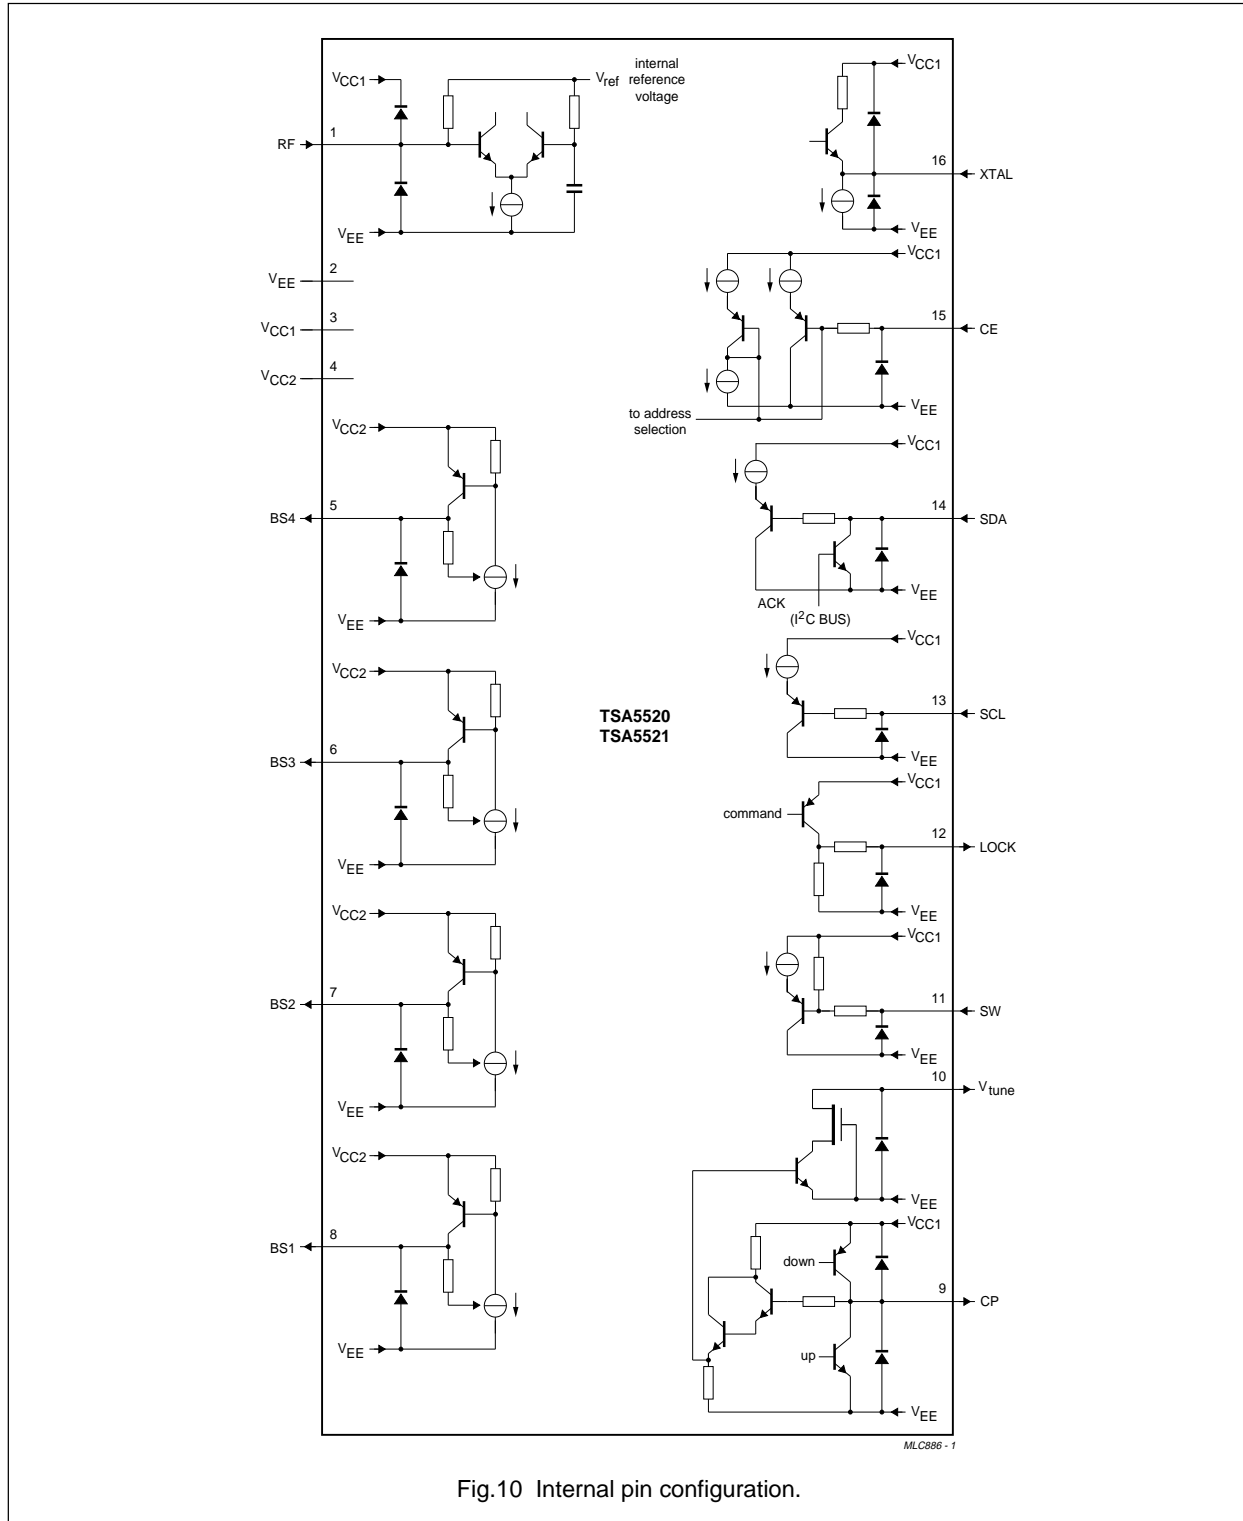 VCC1
Vref
internal
reference
voltage
1
RF
VEE
2
VEE
3
VCC1
4
VCC2
VCC2
5
BS4
VEE
VCC2
6
BS3
VEE
VCC2
7
BS2
VEE
VCC2
8
BS1
VEE
TSA5520
TSA5521
VCC1
16
XTAL
VEE
VCC1
15
CE
VEE
to address
selection
VCC1
14
SDA
VEE
ACK
(I²C BUS)
VCC1
13
SCL
VEE
VCC1
command
12
LOCK
VEE
VCC1
11
SW
VEE
10
Vtune
VEE
VCC1
down
9
CP
up
VEE
MLC886 - 1
Fig.10 Internal pin configuration.